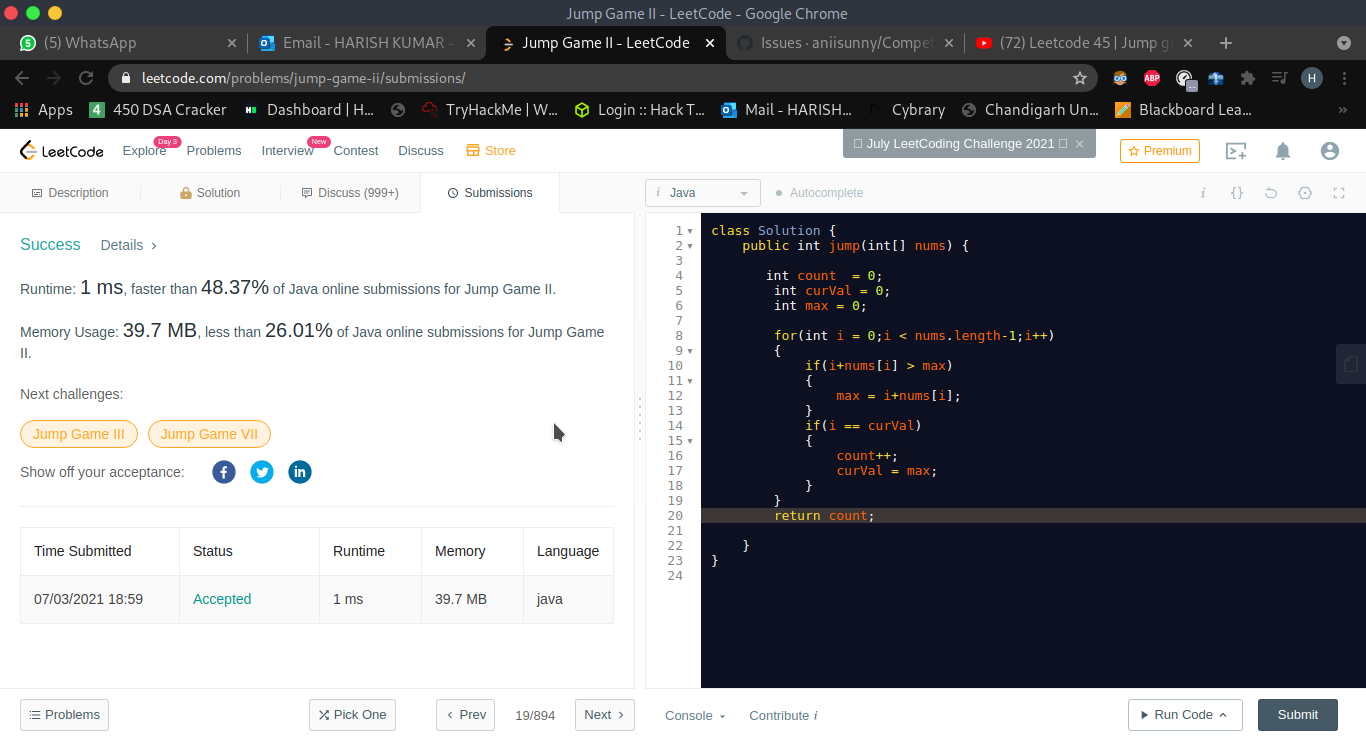 Jump Game II - LeetCode - Google Chrome
5 (5) WhatsApp
Email - HARISH KUMAR -
Jump Game II - LeetCode
Issues · aniisunny/Compet
(72) Leetcode 45 | Jump g
leetcode.com/problems/jump-game-ii/submissions/
ABP
H
Apps
4 450 DSA Cracker
Dashboard | H...
TryHackMe | W...
Login :: Hack T...
Mail - HARISH...
Cybrary
Chandigarh Un...
Blackboard Lea...
»
LeetCode
Explore Day 3
Problems
Interview New
Contest
Discuss
Store
July LeetCoding Challenge 2021
Premium
Description
Solution
Discuss (999+)
Submissions
i Java
Autocomplete
i {}
Success Details
Runtime: 1 ms, faster than 48.37% of Java online submissions for Jump Game II.
Memory Usage: 39.7 MB, less than 26.01% of Java online submissions for Jump Game
II.
Next challenges:
Jump Game III Jump Game VII
Show off your acceptance:
Time Submitted Status Runtime Memory Language
07/03/2021 18:59 Accepted 1 ms 39.7 MB java
1 class Solution {
2 public int jump(int[] nums) {
3
4 int count = 0;
5 int curVal = 0;
6 int max = 0;
7
8 for(int i = 0;i < nums.length-1;i++)
9 {
10 if(i+nums[i] > max)
11 {
12 max = i+nums[i];
13 }
14 if(i == curVal)
15 {
16 count++;
17 curVal = max;
18 }
19 }
20 return count;
21
22 }
23 }
24
Problems
Pick One
Prev
19/894
Next
Console
Contribute i
Run Code
Submit